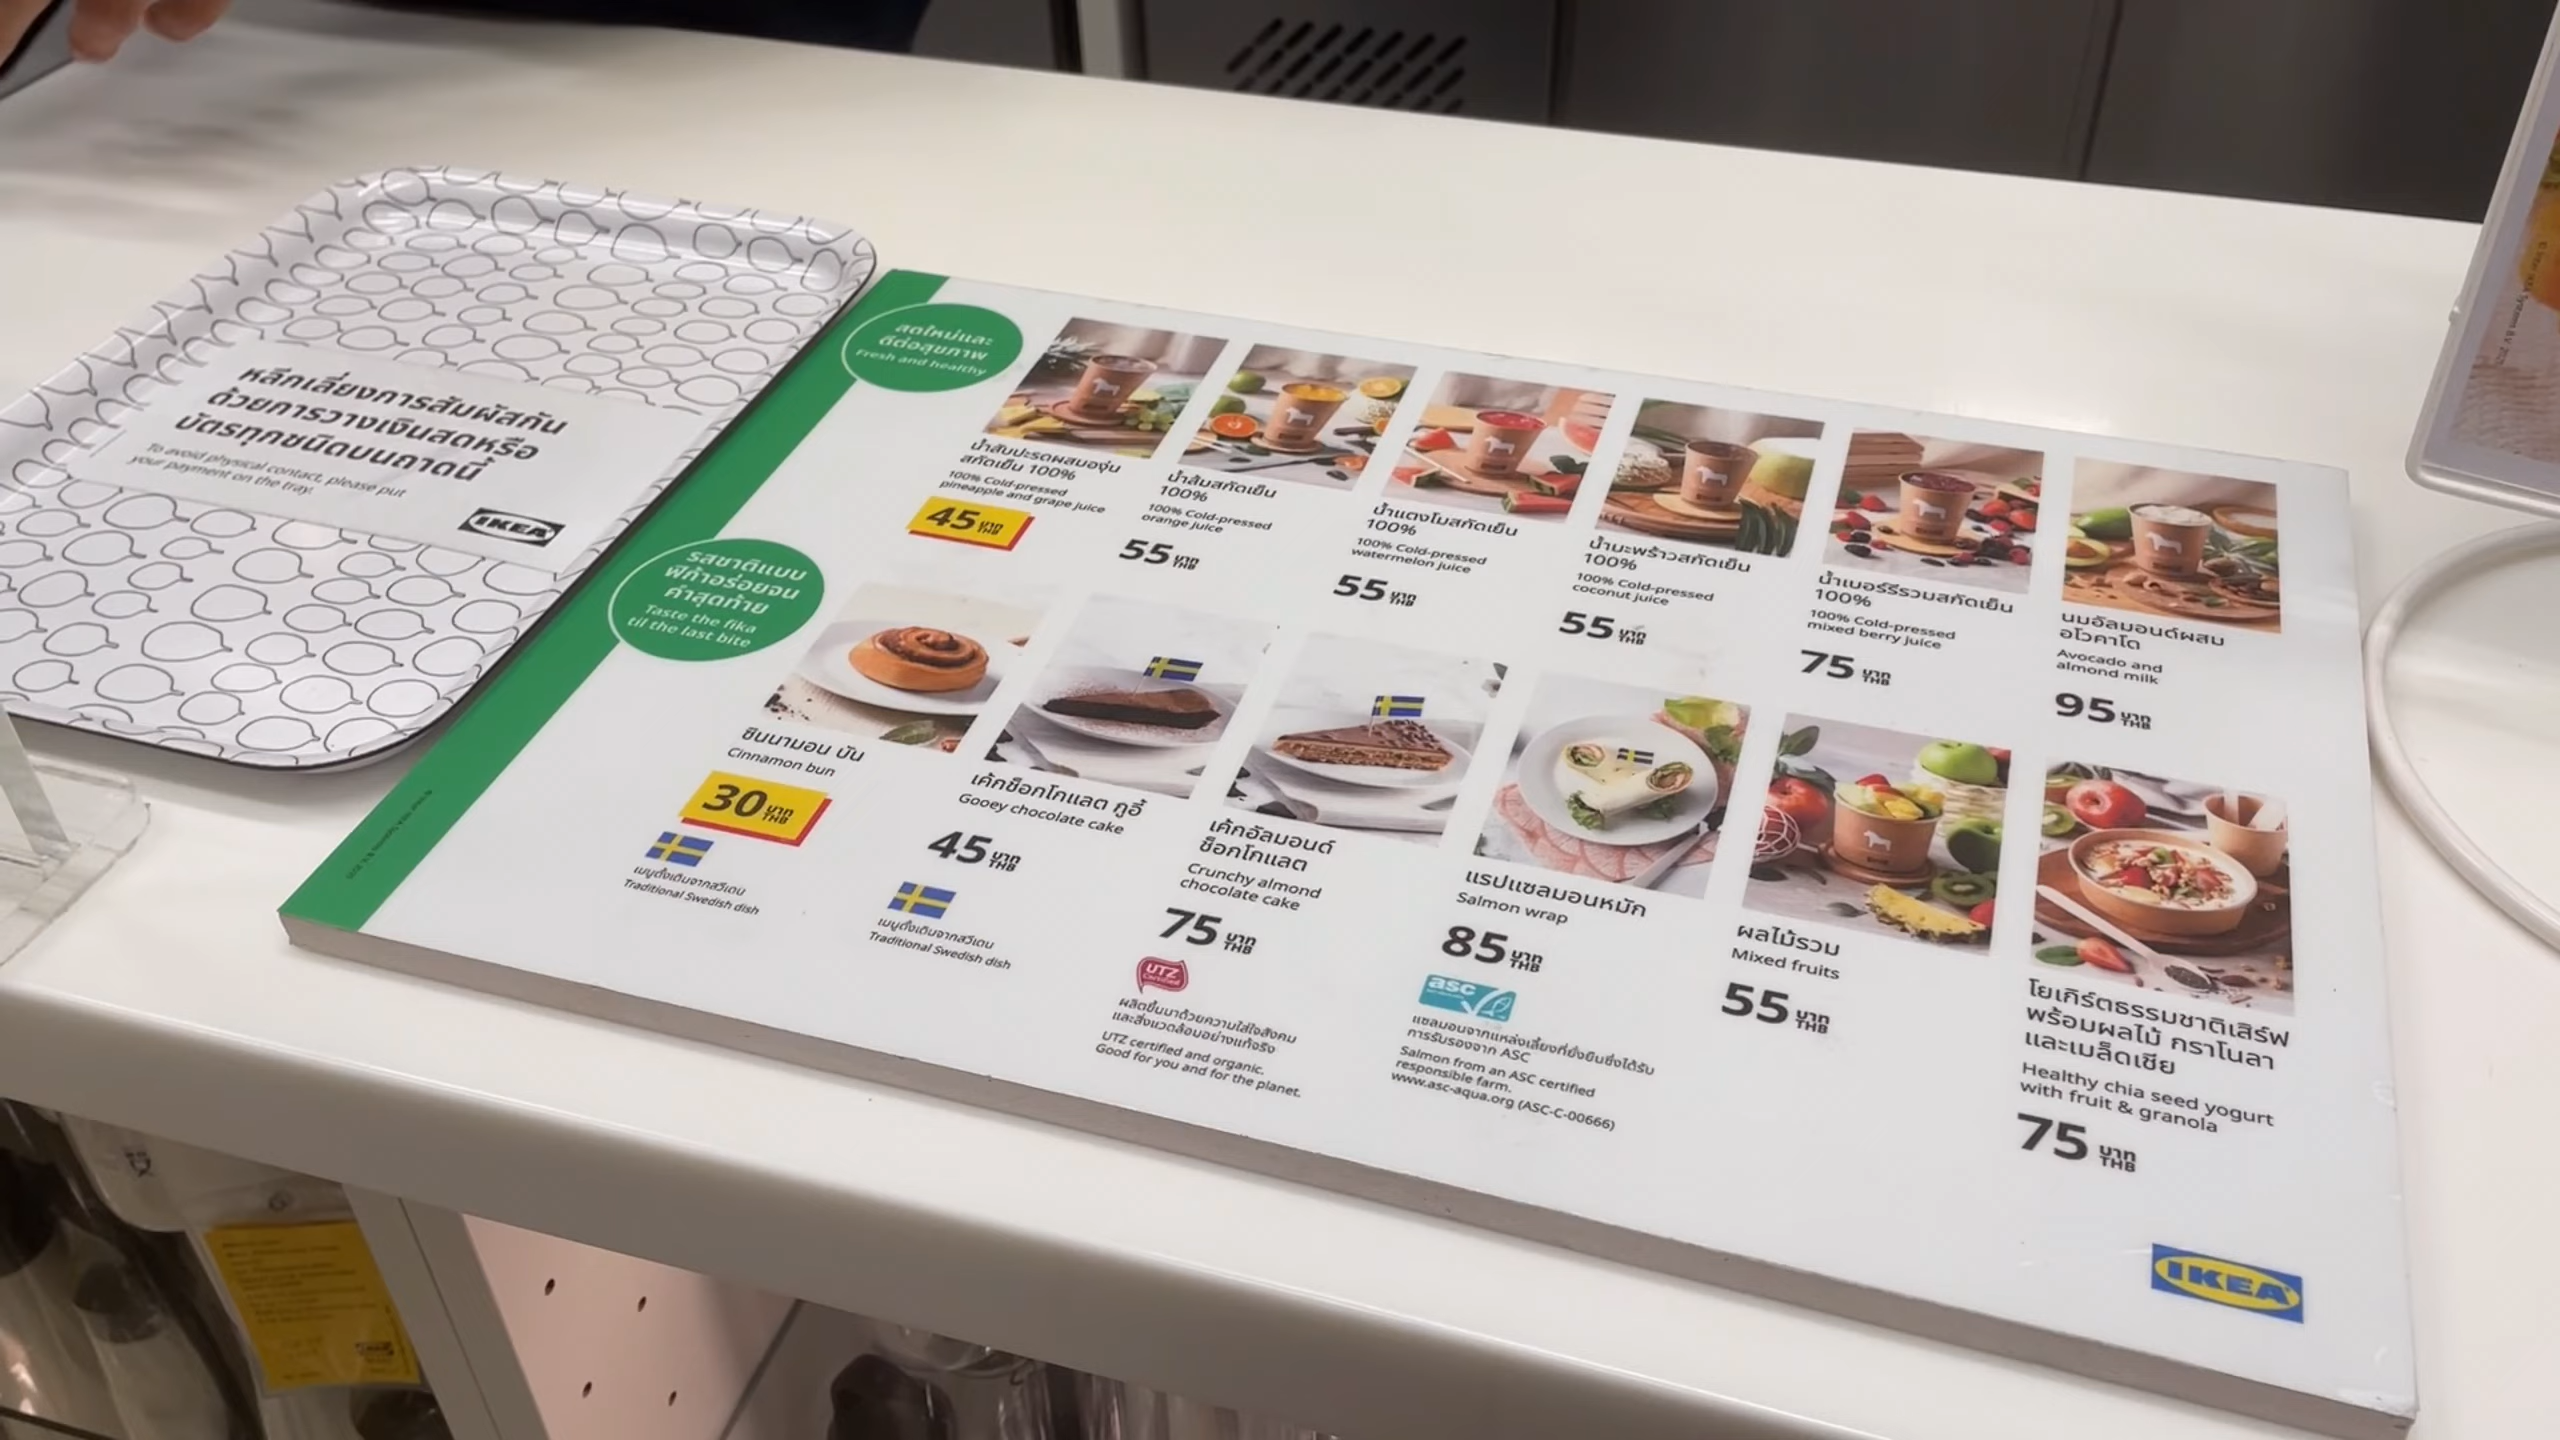 หลีกเลี่ยงการสัมผัสกัน
ด้วยการวางเงินสดหรือ
บัตรทุกชนิดบนถาดนี้
To avoid physical contact, please put
your payment on the tray.
IKEA
สดใหม่และ
ดีต่อสุขภาพ
Fresh and healthy
น้ำสับปะรดผสมองุ่น
สกัดเย็น 100%
100% Cold-pressed
pineapple and grape juice
45 บาท THB
น้ำส้มสกัดเย็น
100%
100% Cold-pressed
orange juice
55 บาท THB
น้ำแตงโมสกัดเย็น
100%
100% Cold-pressed
watermelon juice
55 บาท THB
น้ำมะพร้าวสกัดเย็น
100%
100% Cold-pressed
coconut juice
55 บาท THB
น้ำเบอร์รีรวมสกัดเย็น
100%
100% Cold-pressed
mixed berry juice
75 บาท THB
นมอัลมอนด์ผสม
อโวคาโด
Avocado and
almond milk
95 บาท THB
รสชาติแบบ
ฟีก้าอร่อยจน
คำสุดท้าย
Taste the fika
til the last bite
ซินนามอน บัน
Cinnamon bun
30 บาท THB
เมนูดั้งเดิมจากสวีเดน
Traditional Swedish dish
เค้กช็อกโกแลต กูอี้
Gooey chocolate cake
45 บาท THB
เมนูดั้งเดิมจากสวีเดน
Traditional Swedish dish
เค้กอัลมอนด์
ช็อกโกแลต
Crunchy almond
chocolate cake
75 บาท THB
UTZ
Certified
ผลิตขึ้นมาด้วยความใส่ใจสังคม
และสิ่งแวดล้อมอย่างแท้จริง
UTZ certified and organic.
Good for you and for the planet.
แรปแซลมอนหมัก
Salmon wrap
85 บาท THB
asc
แซลมอนจากแหล่งเลี้ยงที่ยั่งยืนซึ่งได้รับ
การรับรองจาก ASC
Salmon from an ASC certified
responsible farm.
www.asc-aqua.org (ASC-C-00666)
ผลไม้รวม
Mixed fruits
55 บาท THB
โยเกิร์ตธรรมชาติเสิร์ฟ
พร้อมผลไม้ กราโนลา
และเมล็ดเชีย
Healthy chia seed yogurt
with fruit & granola
75 บาท THB
IKEA